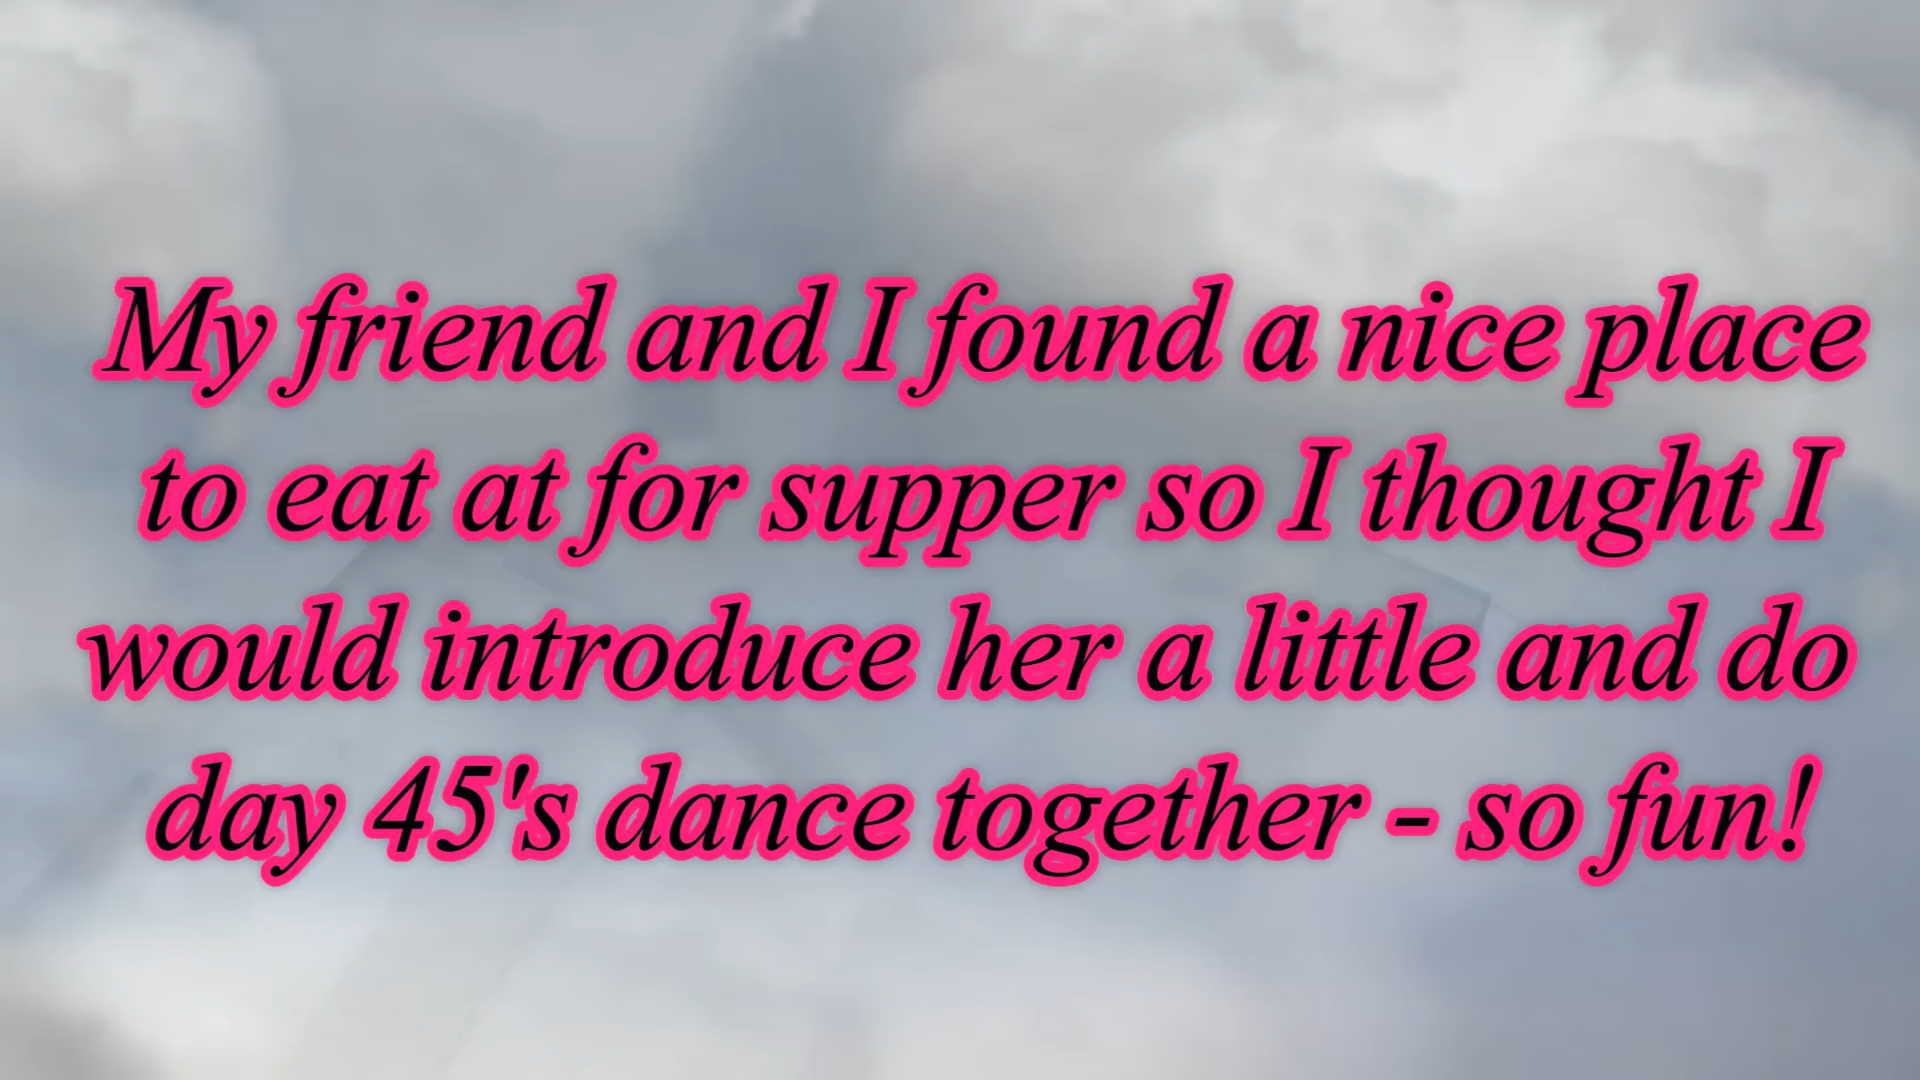 My friend and I found a nice place
to eat at for supper so I thought I
would introduce her a little and do
day 45's dance together - so fun!